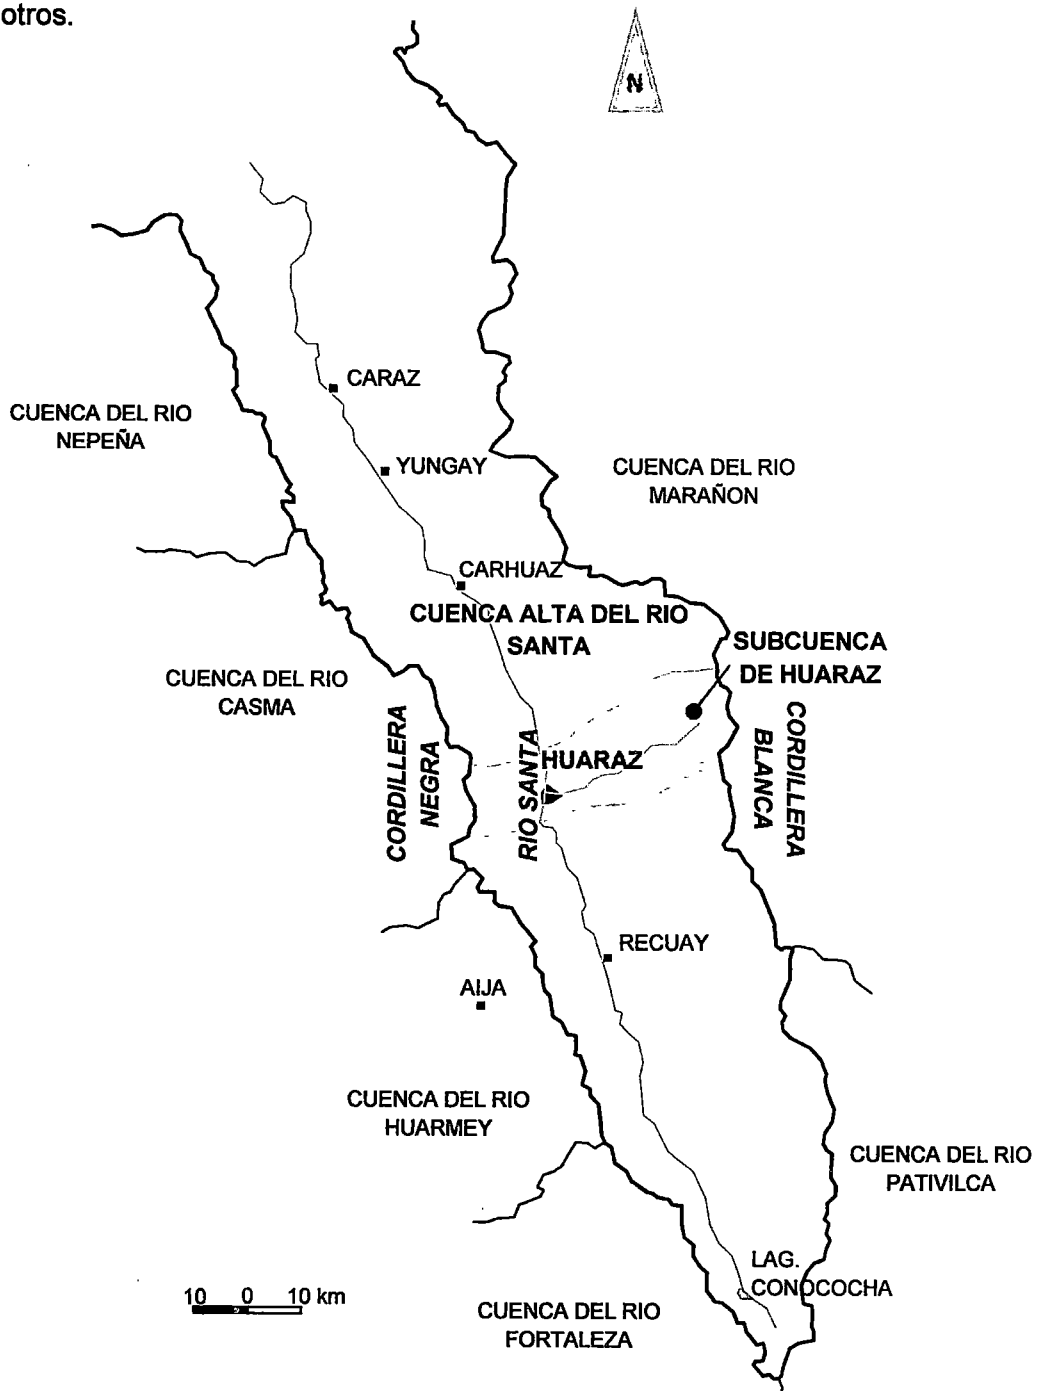 otros.
N
CARAZ
CUENCA DEL RIO
NEPEÑA
YUNGAY
CUENCA DEL RIO
MARAÑON
CARHUAZ
CUENCA ALTA DEL RIO
SANTA
SUBCUENCA
DE HUARAZ
CUENCA DEL RIO
CASMA
CORDILLERA
NEGRA
RIO SANTA
HUARAZ
CORDILLERA
BLANCA
RECUAY
AIJA
CUENCA DEL RIO
HUARMEY
CUENCA DEL RIO
PATIVILCA
LAG.
CONOCOCHA
10 0 10 km
CUENCA DEL RIO
FORTALEZA